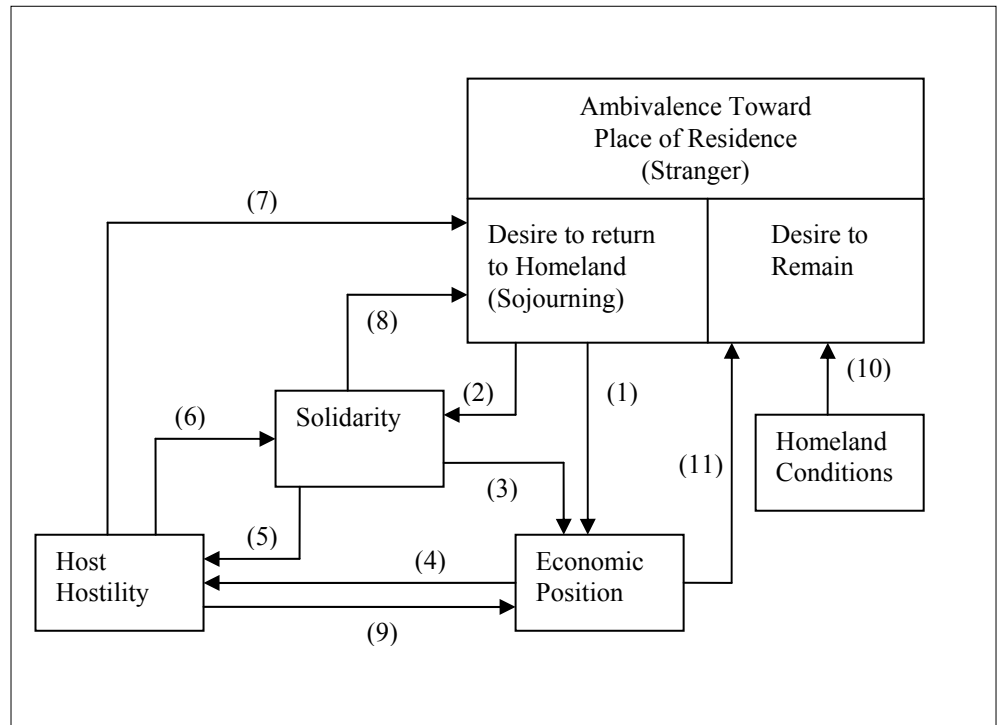 Ambivalence Toward
Place of Residence
(Stranger)
(7)
Desire to return
to Homeland
(Sojourning)
Desire to
Remain
(8)
(10)
(2)
(1)
(6)
Solidarity
Homeland
Conditions
(11)
(3)
(5)
(4)
Host
Hostility
Economic
Position
(9)